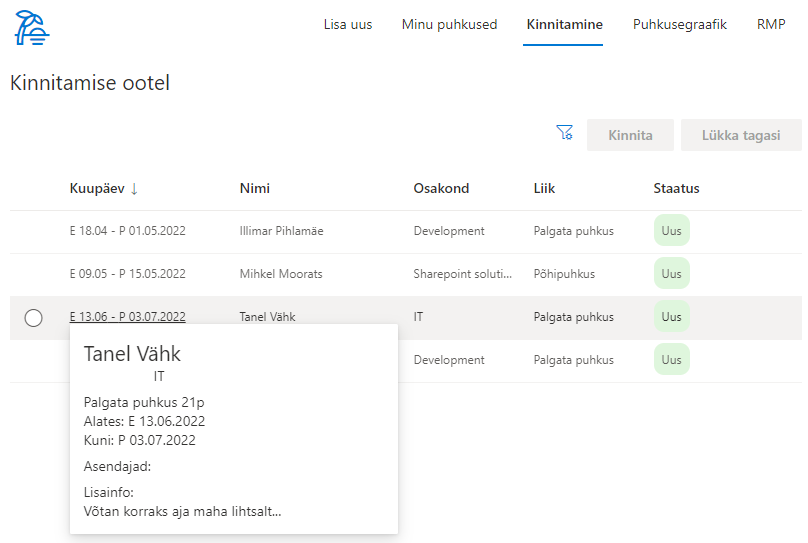 Lisa uus Minu puhkused Kinnitamine Puhkusegraafik RMP
Kinnitamise ootel
Kinnita Lükka tagasi
Kuupäev ↓ Nimi Osakond Liik Staatus
E 18.04 - P 01.05.2022 Illimar Pihlamäe Development Palgata puhkus Uus
E 09.05 - P 15.05.2022 Mihkel Moorats Sharepoint soluti... Põhipuhkus Uus
E 13.06 - P 03.07.2022 Tanel Vähk IT Palgata puhkus Uus
Development Palgata puhkus Uus
Tanel Vähk
IT
Palgata puhkus 21p
Alates: E 13.06.2022
Kuni: P 03.07.2022
Asendajad:
Lisainfo:
Võtan korraks aja maha lihtsalt...